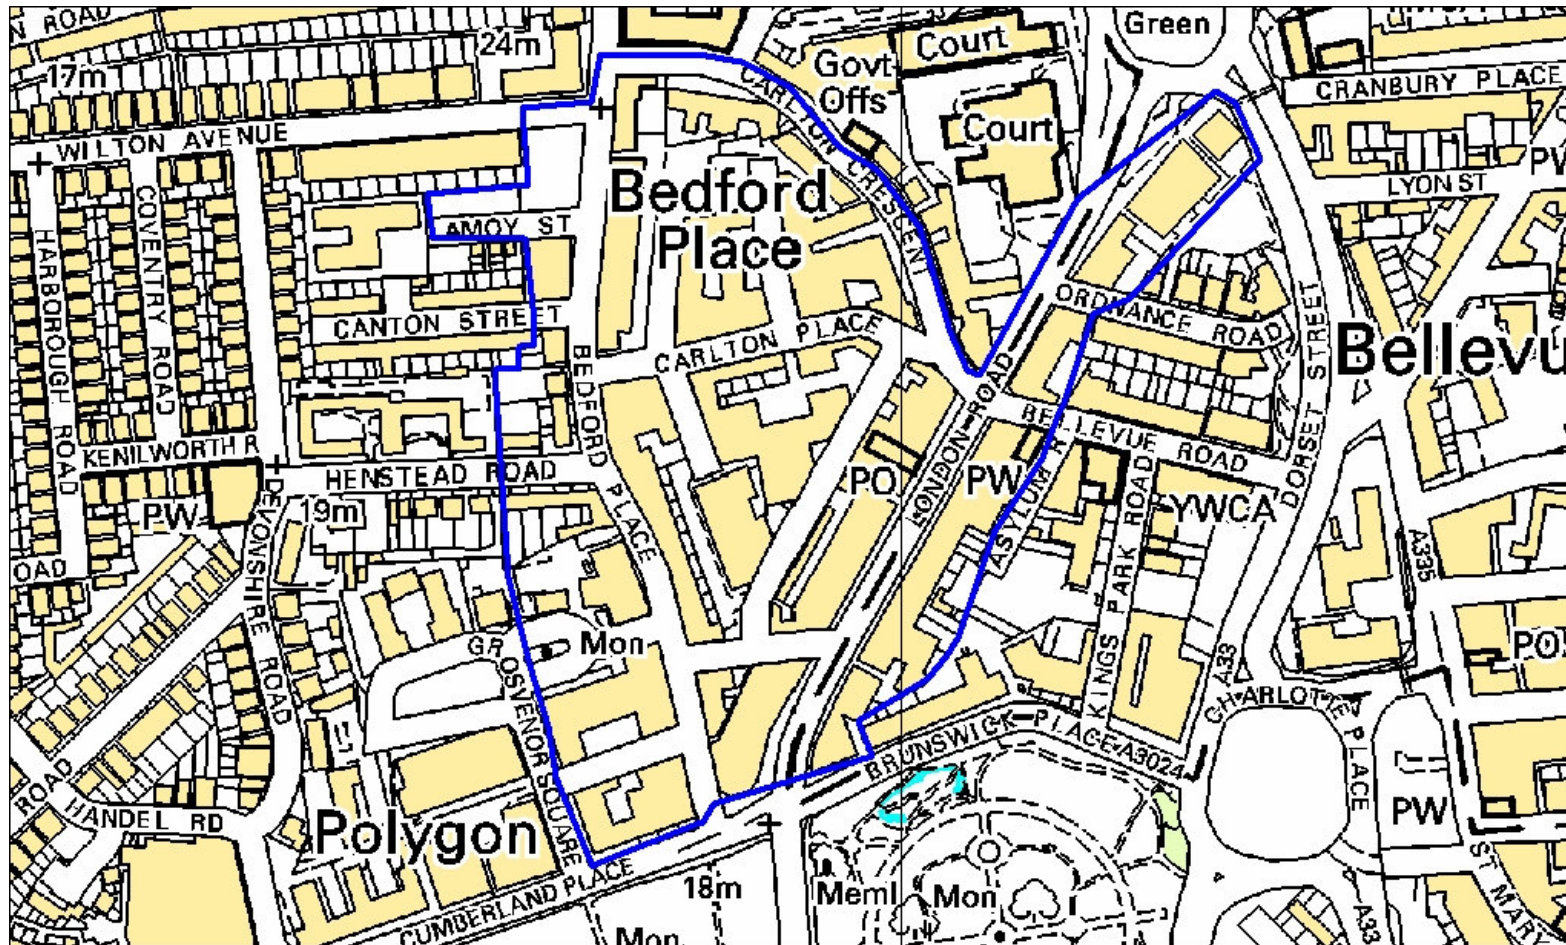 N ROAD
24m
17m
Green
Court
Govt
Offs
Court
CRANBURY PLACE
WILTON AVENUE
CARLTON CRESCENT
LYON ST
PW
Bedford
Place
COVENTRY ROAD
HARBOROUGH ROAD
AMOY ST
CANTON STREET
ORDNANCE ROAD
CARLTON PLACE
Bellevu
DORSET STREET
BEDFORD PLACE
LONDON ROAD
BELLEVUE ROAD
KENILWORTH R
HENSTEAD ROAD
PO
PW
YWCA
PW
19m
DEVONSHIRE ROAD
ASYLUM R
KINGS PARK ROAD
A335
OAD
Mon
GROSVENOR SQUARE
PO
A33
CHARLOTTE PLACE
BRUNSWICK PLACE A3024
ROAD
HANDEL RD
Polygon
PW
ST MARY
CUMBERLAND PLACE
18m
Meml
Mon
Mon
A33